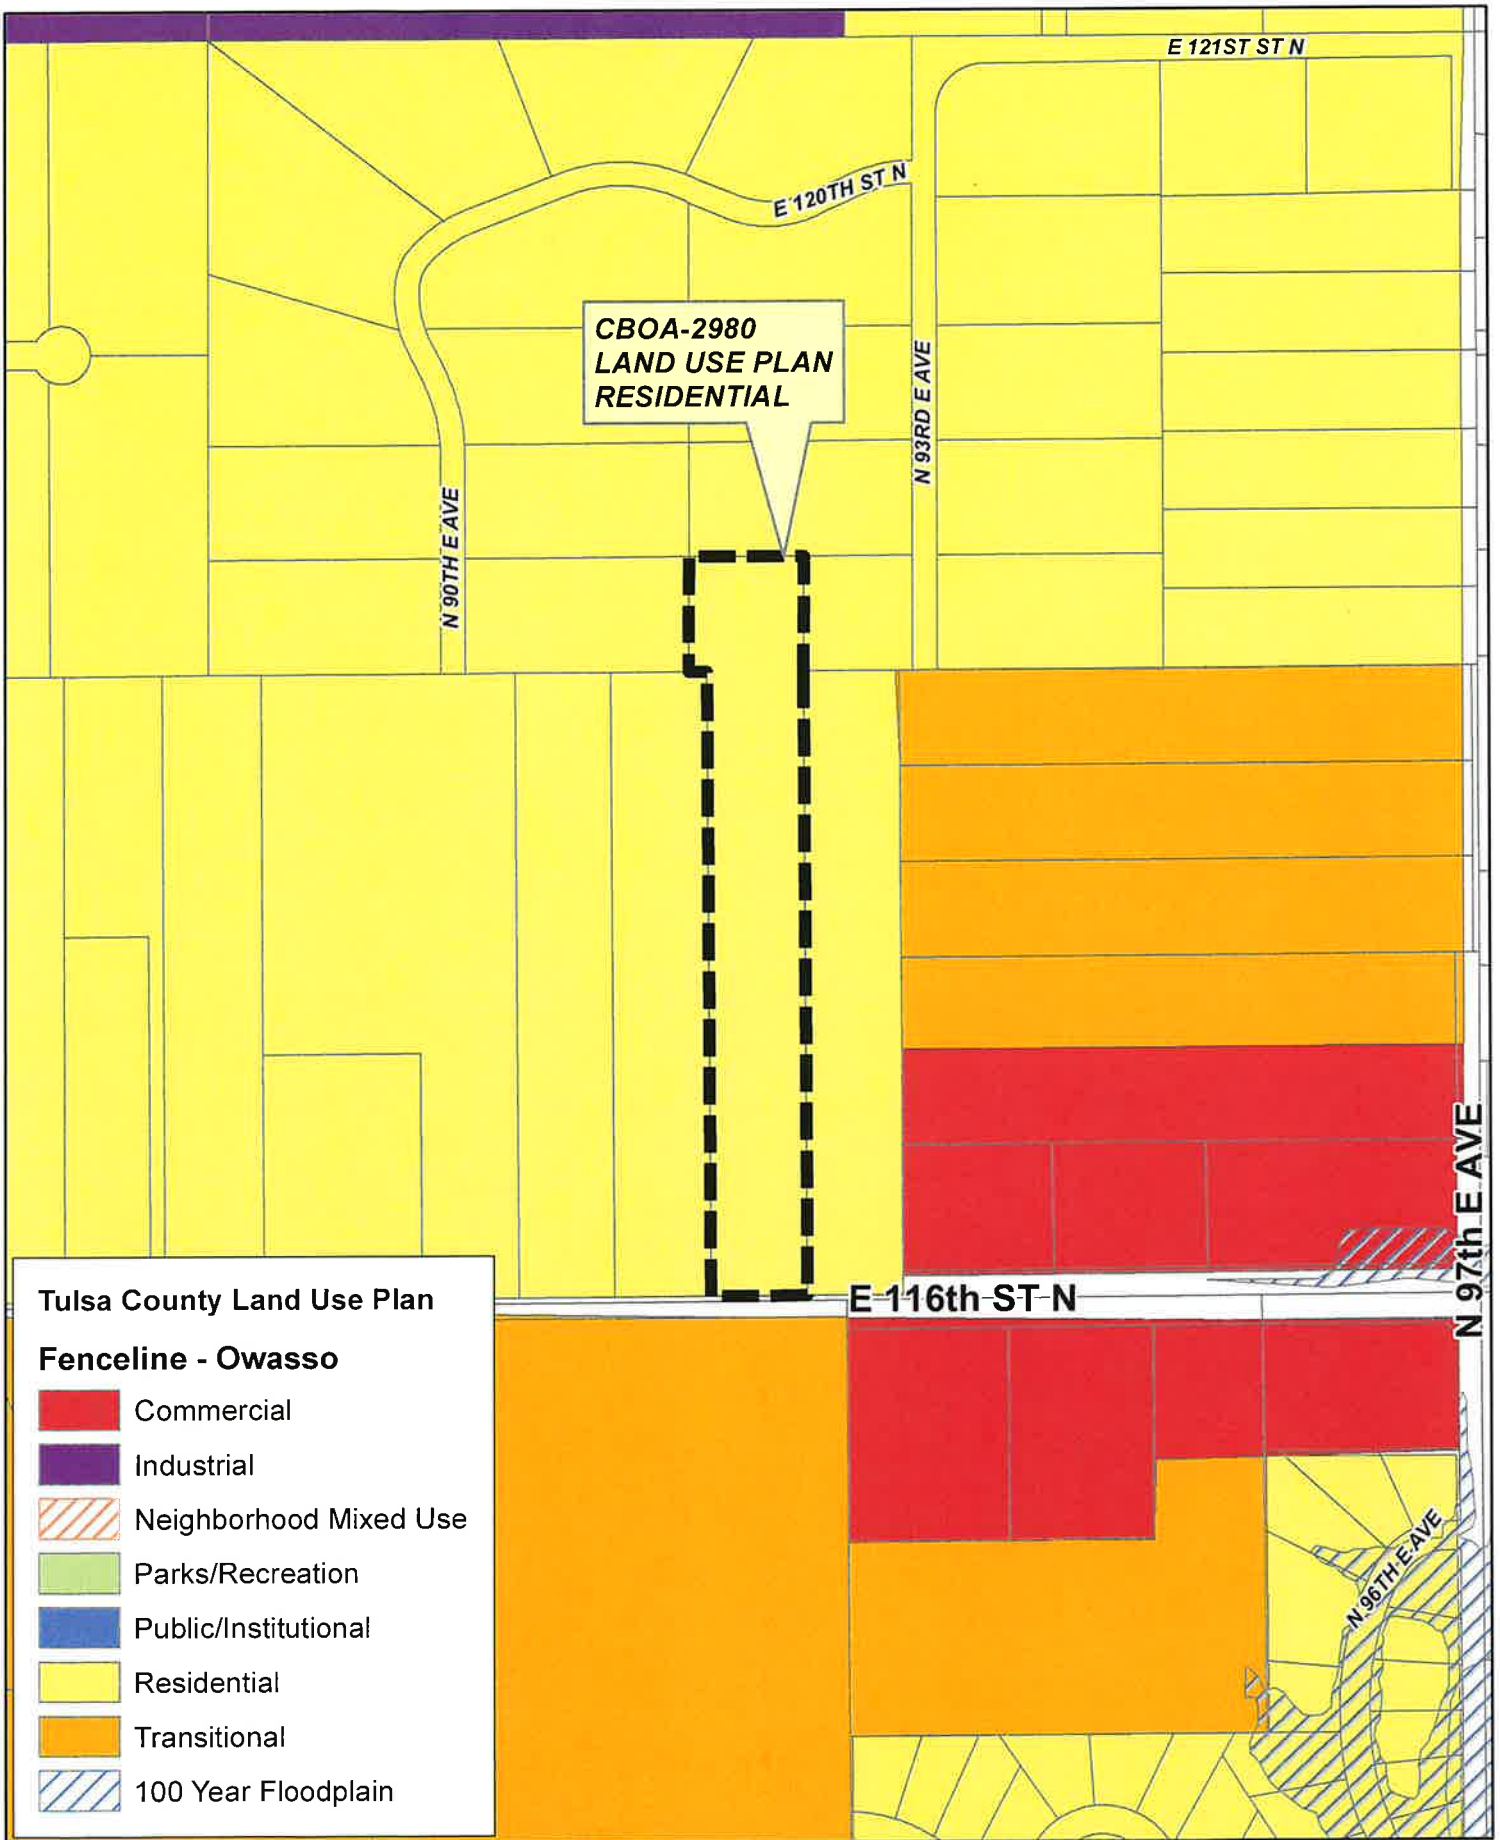 E 121ST ST N
E 120TH ST N
CBOA-2980
LAND USE PLAN
RESIDENTIAL
N 93RD E AVE
N 90TH E AVE
N 97th E AVE
E 116th ST N
Tulsa County Land Use Plan
Fenceline - Owasso
Commercial
Industrial
Neighborhood Mixed Use
Parks/Recreation
Public/Institutional
Residential
Transitional
100 Year Floodplain
N 96TH E AVE